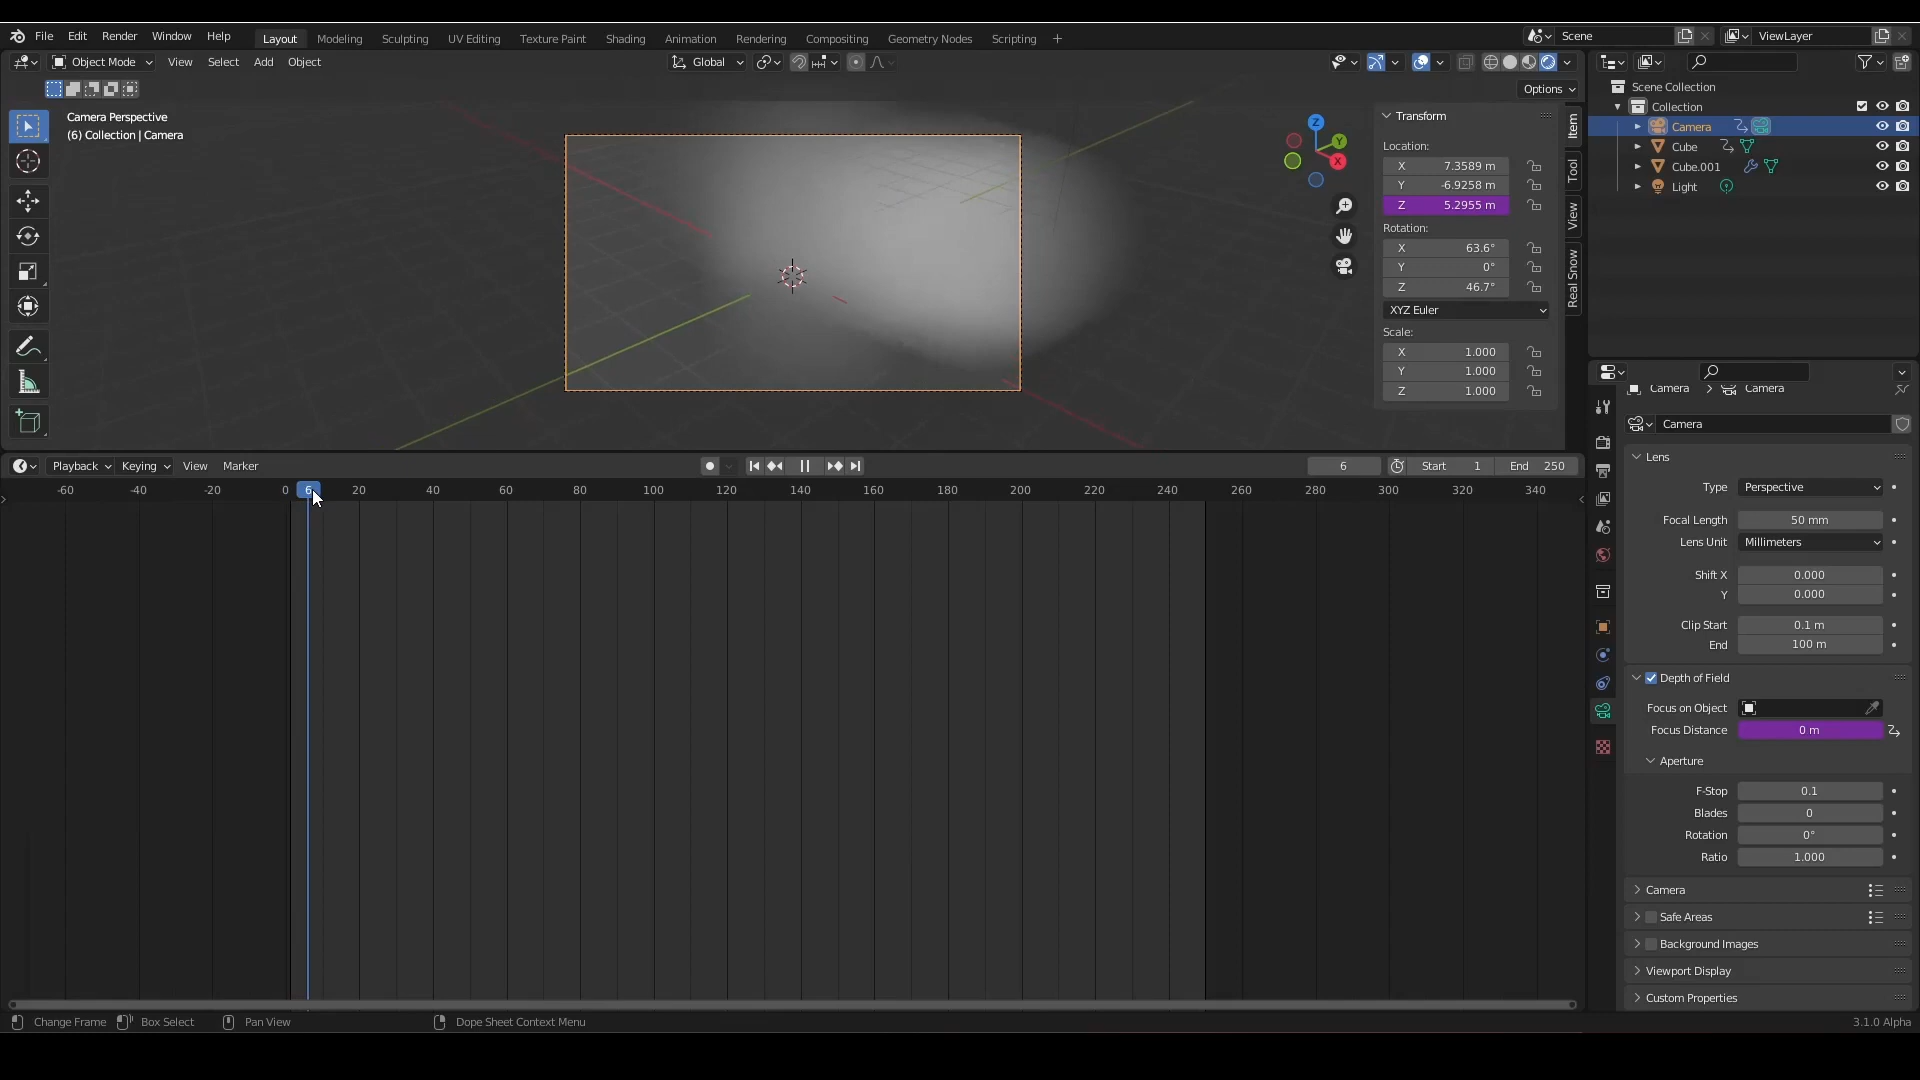 File Edit Render Window Help Layout Modeling Sculpting UV Editing Texture Paint Shading Animation Rendering Compositing Geometry Nodes Scripting + Scene ViewLayer
Object Mode View Select Add Object Global
Options
Camera Perspective
(6) Collection | Camera
Z
Y
X
Transform
Location:
X 7.3589 m
Y -6.9258 m
Z 5.2955 m
Rotation:
X 63.6°
Y 0°
Z 46.7°
XYZ Euler
Scale:
X 1.000
Y 1.000
Z 1.000
Item
Tool
View
Real Snow
Scene Collection
Collection
Camera
Cube
Cube.001
Light
Playback Keying View Marker 6 Start 1 End 250
-60 -40 -20 0 6 20 40 60 80 100 120 140 160 180 200 220 240 260 280 300 320 340
Camera > Camera
Camera
Lens
Type Perspective
Focal Length 50 mm
Lens Unit Millimeters
Shift X 0.000
Y 0.000
Clip Start 0.1 m
End 100 m
Depth of Field
Focus on Object
Focus Distance 0 m
Aperture
F-Stop 0.1
Blades 0
Rotation 0°
Ratio 1.000
Camera
Safe Areas
Background Images
Viewport Display
Custom Properties
Change Frame Box Select Pan View Dope Sheet Context Menu 3.1.0 Alpha